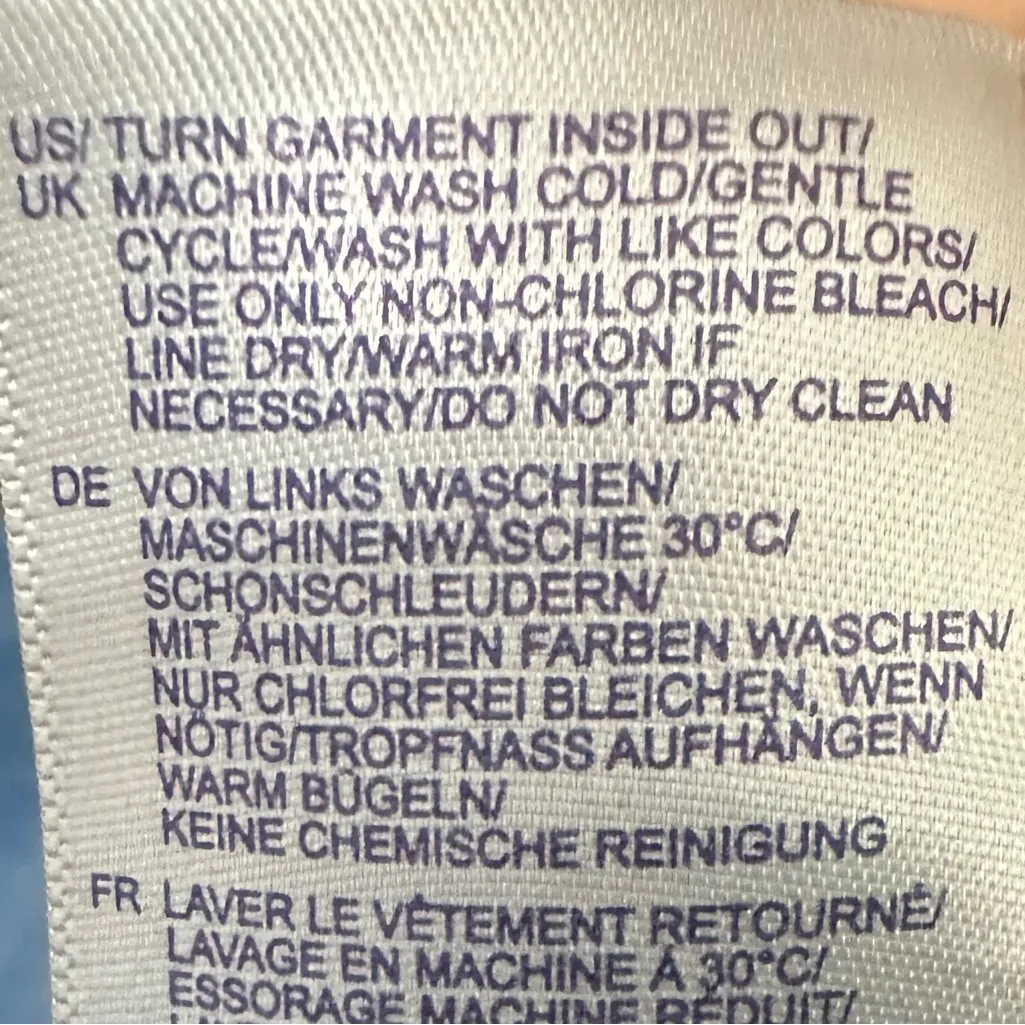 US/ TURN GARMENT INSIDE OUT/
UK MACHINE WASH COLD/GENTLE
CYCLE/WASH WITH LIKE COLORS/
USE ONLY NON-CHLORINE BLEACH/
LINE DRY/WARM IRON IF
NECESSARY/DO NOT DRY CLEAN
DE VON LINKS WASCHEN/
MASCHINENWÄSCHE 30°C/
SCHONSCHLEUDERN/
MIT ÄHNLICHEN FARBEN WASCHEN/
NUR CHLORFREI BLEICHEN, WENN
NÖTIG/TROPFNASS AUFHÄNGEN/
WARM BÜGELN/
KEINE CHEMISCHE REINIGUNG
FR LAVER LE VÊTEMENT RETOURNÉ/
LAVAGE EN MACHINE À 30°C/
ESSORAGE MACHINE RÉDUIT/